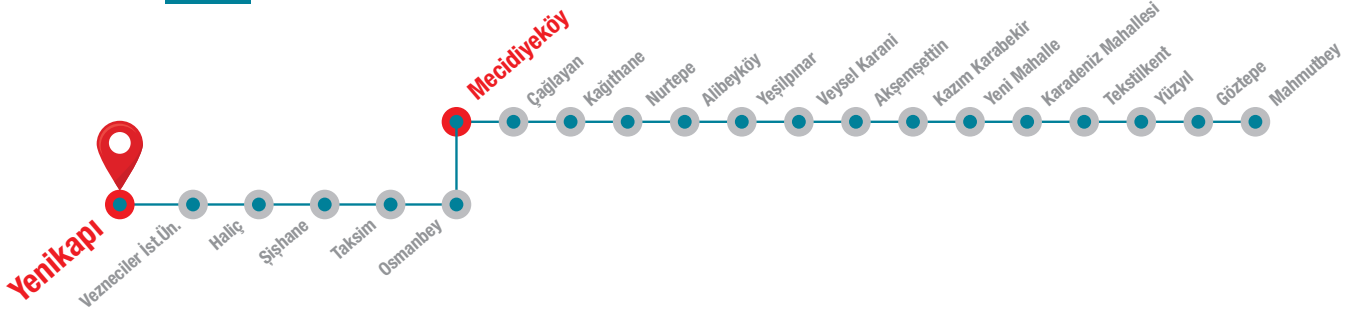 Yenikapı
Vezneciler İst.Ün.
Haliç
Şişhane
Taksim
Osmanbey
Mecidiyeköy
Çağlayan
Kağıthane
Nurtepe
Alibeyköy
Yeşilpınar
Veysel Karani
Akşemşettin
Kazım Karabekir
Yeni Mahalle
Karadeniz Mahallesi
Tekstilkent
Yüzyıl
Göztepe
Mahmutbey